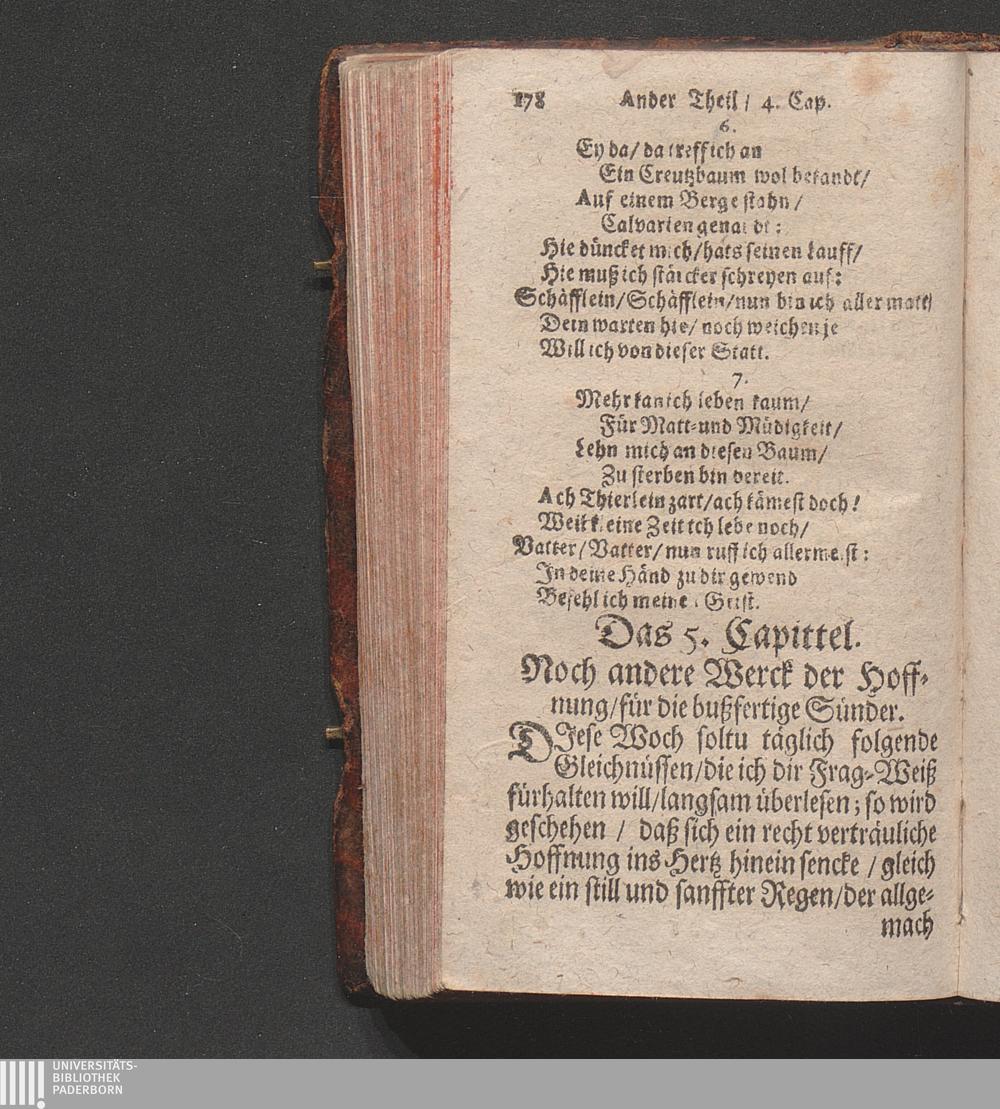 178 Ander Theil / 4. Cap.
6.
Ey da / da treff ich an
Ein Creutzbaum wol bekandt /
Auf einem Berge stahn /
Calvarien genandt :
Hie düncket mich / hats seinen Lauff /
Hie muß ich stärcker schreyen auf :
Schäfflein / Schäfflein / nun bin ich aller matt /
Dein warten hie / noch weichen je
Will ich von dieser Statt.
7.
Mehr kan ich leben kaum /
Für Matt- und Müdigkeit /
Lehn mich an diesen Baum /
Zu sterben bin bereit.
Ach Thierlein zart / ach kämest doch !
Weil kleine Zeit ich lebe noch /
Vatter / Vatter / nun ruff ich allermeist :
In deine Händ zu dir gewend
Befehl ich meinen Geist.
Das 5. Capittel.
Noch andere Werck der Hoff-
nung / für die bußfertige Sünder.
DJese Woch soltu täglich folgende
Gleichnüssen / die ich dir Frag-Weiß
fürhalten will / langsam überlesen ; so wird
geschehen / daß sich ein recht verträuliche
Hoffnung ins Hertz hinein sencke / gleich
wie ein still und sanffter Regen / der allge-
mach
UNIVERSITÄTS-
BIBLIOTHEK
PADERBORN